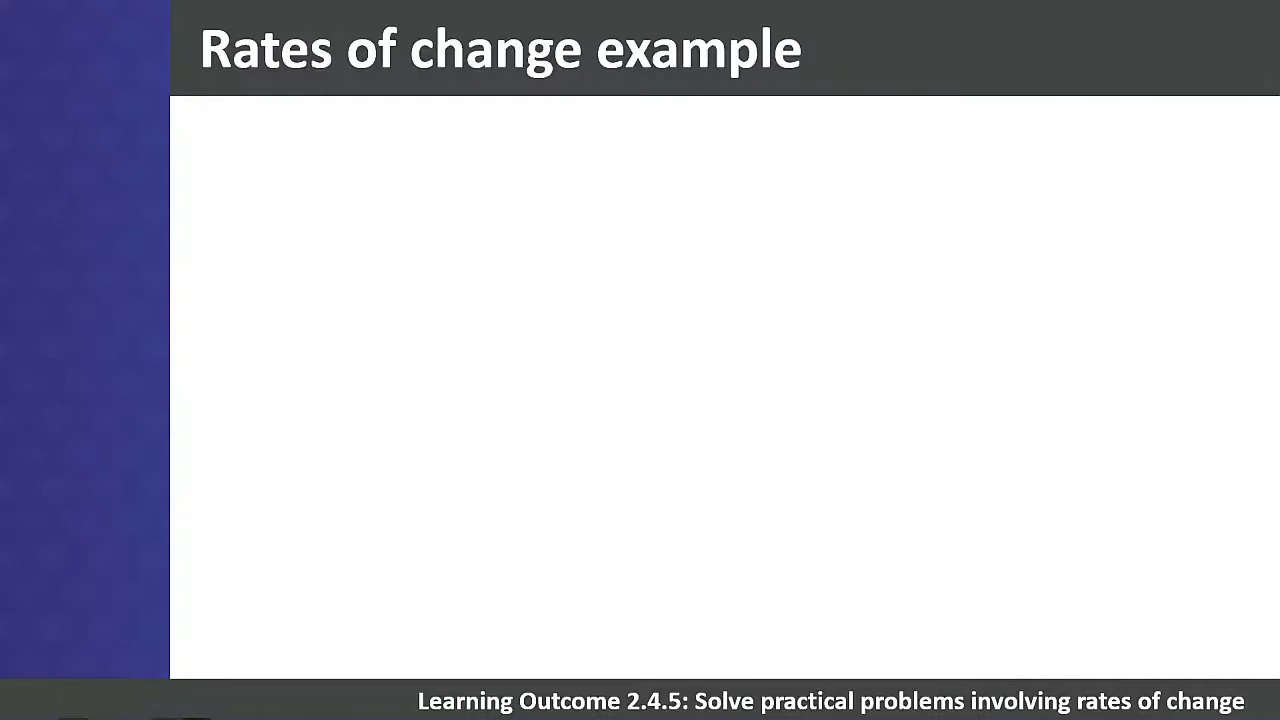 Rates of change example
Learning Outcome 2.4.5: Solve practical problems involving rates of change